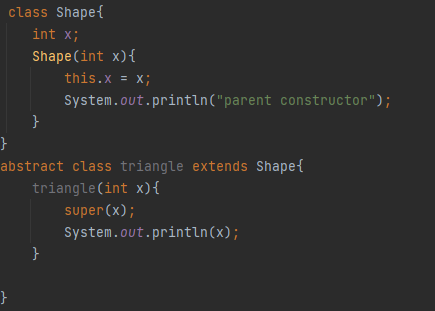 class Shape{
int x;
Shape(int x){
this.x = x;
System.out.println("parent constructor");
}
}
abstract class triangle extends Shape{
triangle(int x){
super(x);
System.out.println(x);
}
}